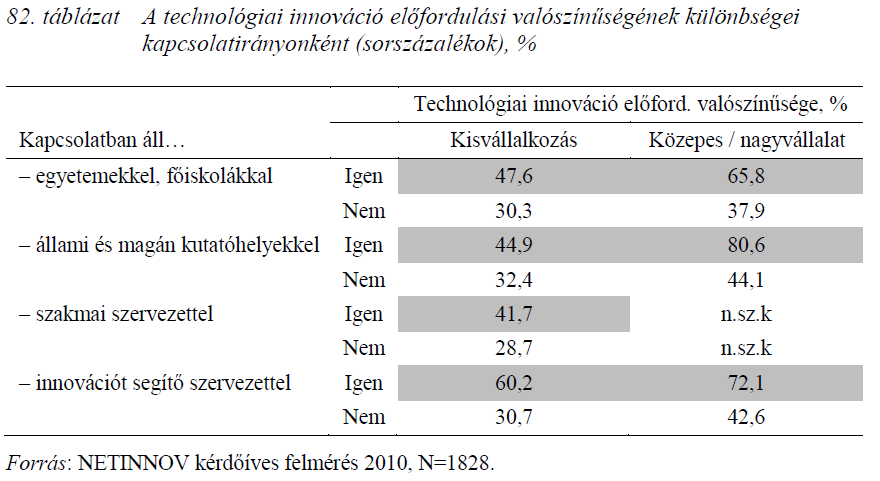 82. táblázat A technológiai innováció előfordulási valószínűségének különbségei
kapcsolatirányonként (sorszázalékok), %
Technológiai innováció előford. valószínűsége, %
Kapcsolatban áll… Kisvállalkozás Közepes / nagyvállalat
– egyetemekkel, főiskolákkal Igen 47,6 65,8
Nem 30,3 37,9
– állami és magán kutatóhelyekkel Igen 44,9 80,6
Nem 32,4 44,1
– szakmai szervezettel Igen 41,7 n.sz.k
Nem 28,7 n.sz.k
– innovációt segítő szervezettel Igen 60,2 72,1
Nem 30,7 42,6
Forrás: NETINNOV kérdőíves felmérés 2010, N=1828.